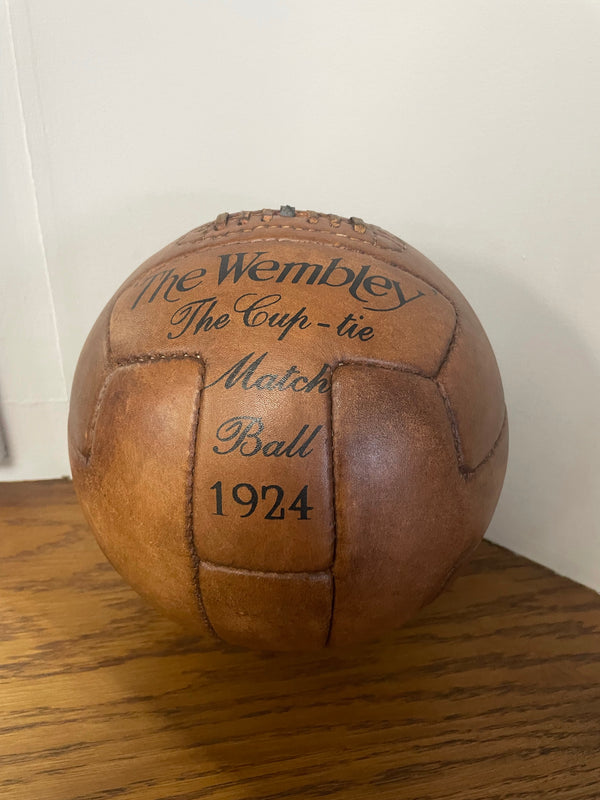 The Wembley
The Cup-tie
Match
Ball
1924